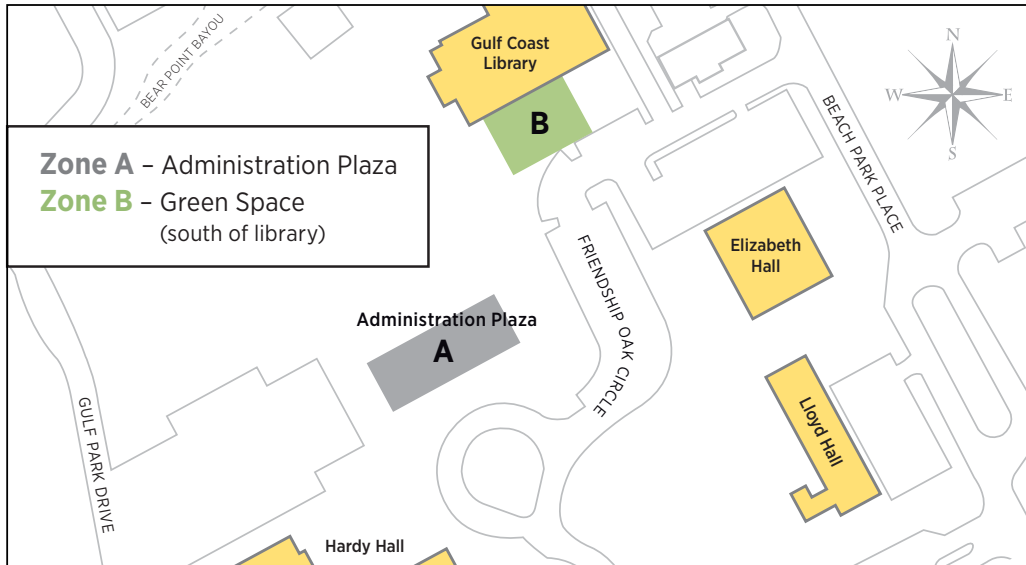 BEAR POINT BAYOU
Gulf Coast
Library
B
N
W
E
S
BEACH PARK PLACE
Zone A – Administration Plaza
Zone B – Green Space
(south of library)
Elizabeth
Hall
FRIENDSHIP OAK CIRCLE
Administration Plaza
A
GULF PARK DRIVE
Lloyd Hall
Hardy Hall